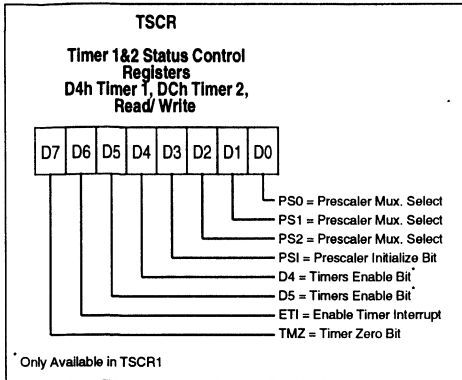 TSCR
Timer 1&2 Status Control
Registers
D4h Timer 1, DCh Timer 2,
Read/ Write
D7 D6 D5 D4 D3 D2 D1 D0
PS0 = Prescaler Mux. Select
PS1 = Prescaler Mux. Select
PS2 = Prescaler Mux. Select
PSI = Prescaler Initialize Bit
D4 = Timers Enable Bit*
D5 = Timers Enable Bit*
ETI = Enable Timer Interrupt
TMZ = Timer Zero Bit
* Only Available in TSCR1